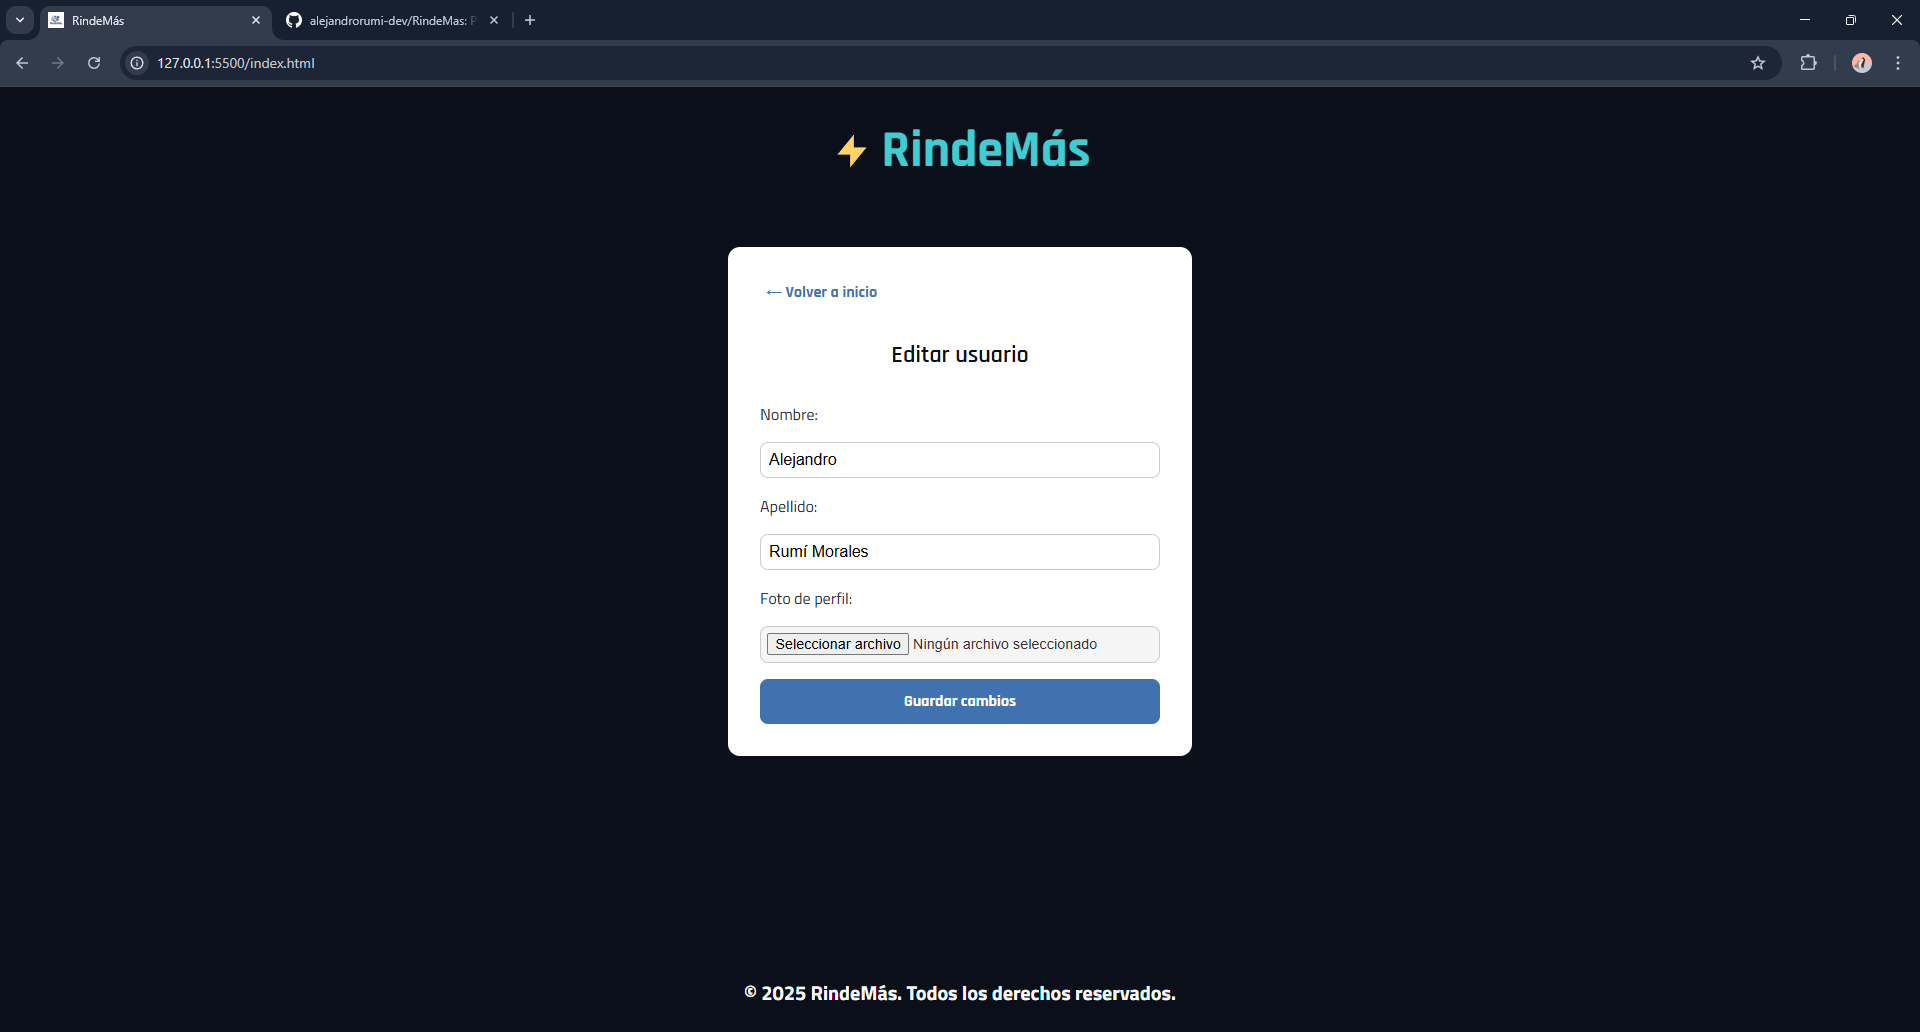 RindeMás
alejandrorumi-dev/RindeMas:
127.0.0.1:5500/index.html
RindeMás
← Volver a inicio
Editar usuario
Nombre:
Alejandro
Apellido:
Rumí Morales
Foto de perfil:
Seleccionar archivo Ningún archivo seleccionado
Guardar cambios
© 2025 RindeMás. Todos los derechos reservados.